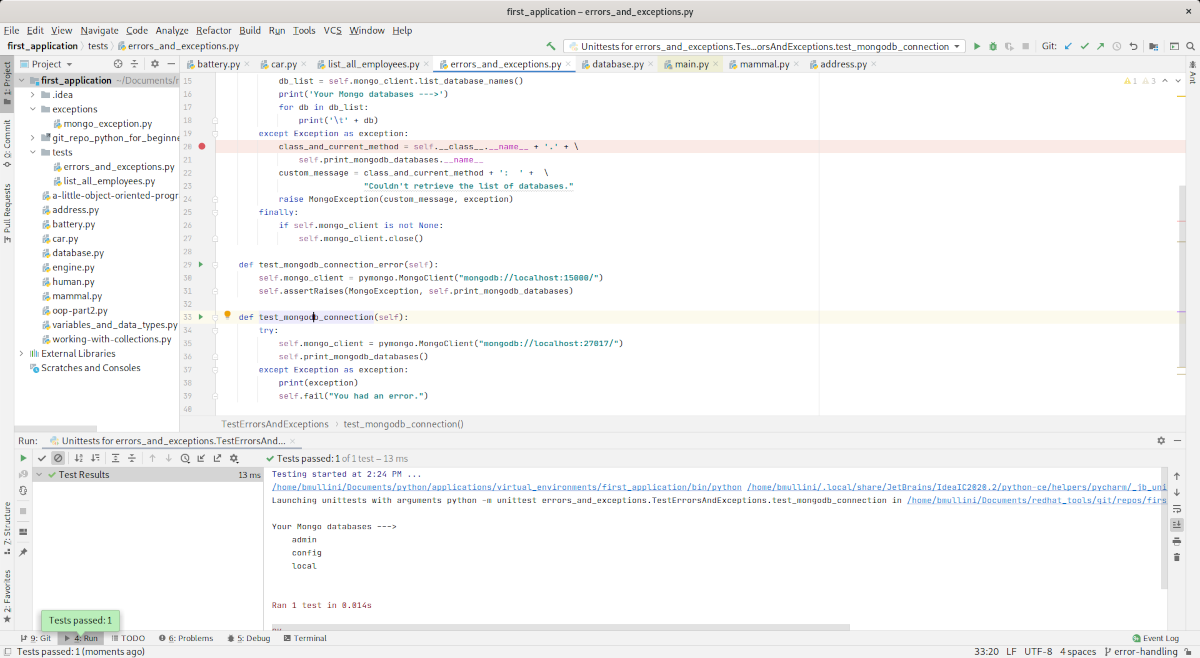 first_application – errors_and_exceptions.py
File Edit View Navigate Code Analyze Refactor Build Run Tools VCS Window Help
first_application tests errors_and_exceptions.py
Unittests for errors_and_exceptions.Tes...orsAndExceptions.test_mongodb_connection
Git:
1: Project
0: Commit
Pull Requests
7: Structure
2: Favorites
Ant
Project
first_application ~/Documents/r
.idea
exceptions
mongo_exception.py
git_repo_python_for_beginne
tests
errors_and_exceptions.py
list_all_employees.py
a-little-object-oriented-progr
address.py
battery.py
car.py
database.py
engine.py
human.py
mammal.py
oop-part2.py
variables_and_data_types.py
working-with-collections.py
External Libraries
Scratches and Consoles
battery.py car.py list_all_employees.py errors_and_exceptions.py database.py main.py mammal.py address.py
1 3
15 db_list = self.mongo_client.list_database_names()
16 print('Your Mongo databases --->')
17 for db in db_list:
18 print('\t' + db)
19 except Exception as exception:
20 class_and_current_method = self.__class__.__name__ + '.' + \
21 self.print_mongodb_databases.__name__
22 custom_message = class_and_current_method + ':  ' +  \
23 "Couldn't retrieve the list of databases."
24 raise MongoException(custom_message, exception)
25 finally:
26 if self.mongo_client is not None:
27 self.mongo_client.close()
28
29 def test_mongodb_connection_error(self):
30 self.mongo_client = pymongo.MongoClient("mongodb://localhost:15000/")
31 self.assertRaises(MongoException, self.print_mongodb_databases)
32
33 def test_mongodb_connection(self):
34 try:
35 self.mongo_client = pymongo.MongoClient("mongodb://localhost:27017/")
36 self.print_mongodb_databases()
37 except Exception as exception:
38 print(exception)
39 self.fail("You had an error.")
40
TestErrorsAndExceptions test_mongodb_connection()
Run: Unittests for errors_and_exceptions.TestErrorsAnd...
Tests passed: 1 of 1 test – 13 ms
Test Results 13 ms
Testing started at 2:24 PM ...
/home/bmullini/Documents/python/applications/virtual_environments/first_application/bin/python /home/bmullini/.local/share/JetBrains/IdeaIC2020.2/python-ce/helpers/pycharm/_jb_uni
Launching unittests with arguments python -m unittest errors_and_exceptions.TestErrorsAndExceptions.test_mongodb_connection in /home/bmullini/Documents/redhat_tools/git/repos/firs
Your Mongo databases --->
admin
config
local
Ran 1 test in 0.014s
Tests passed: 1
9: Git 4: Run TODO 6: Problems 5: Debug Terminal Event Log
Tests passed: 1 (moments ago) 33:20 LF UTF-8 4 spaces error-handling